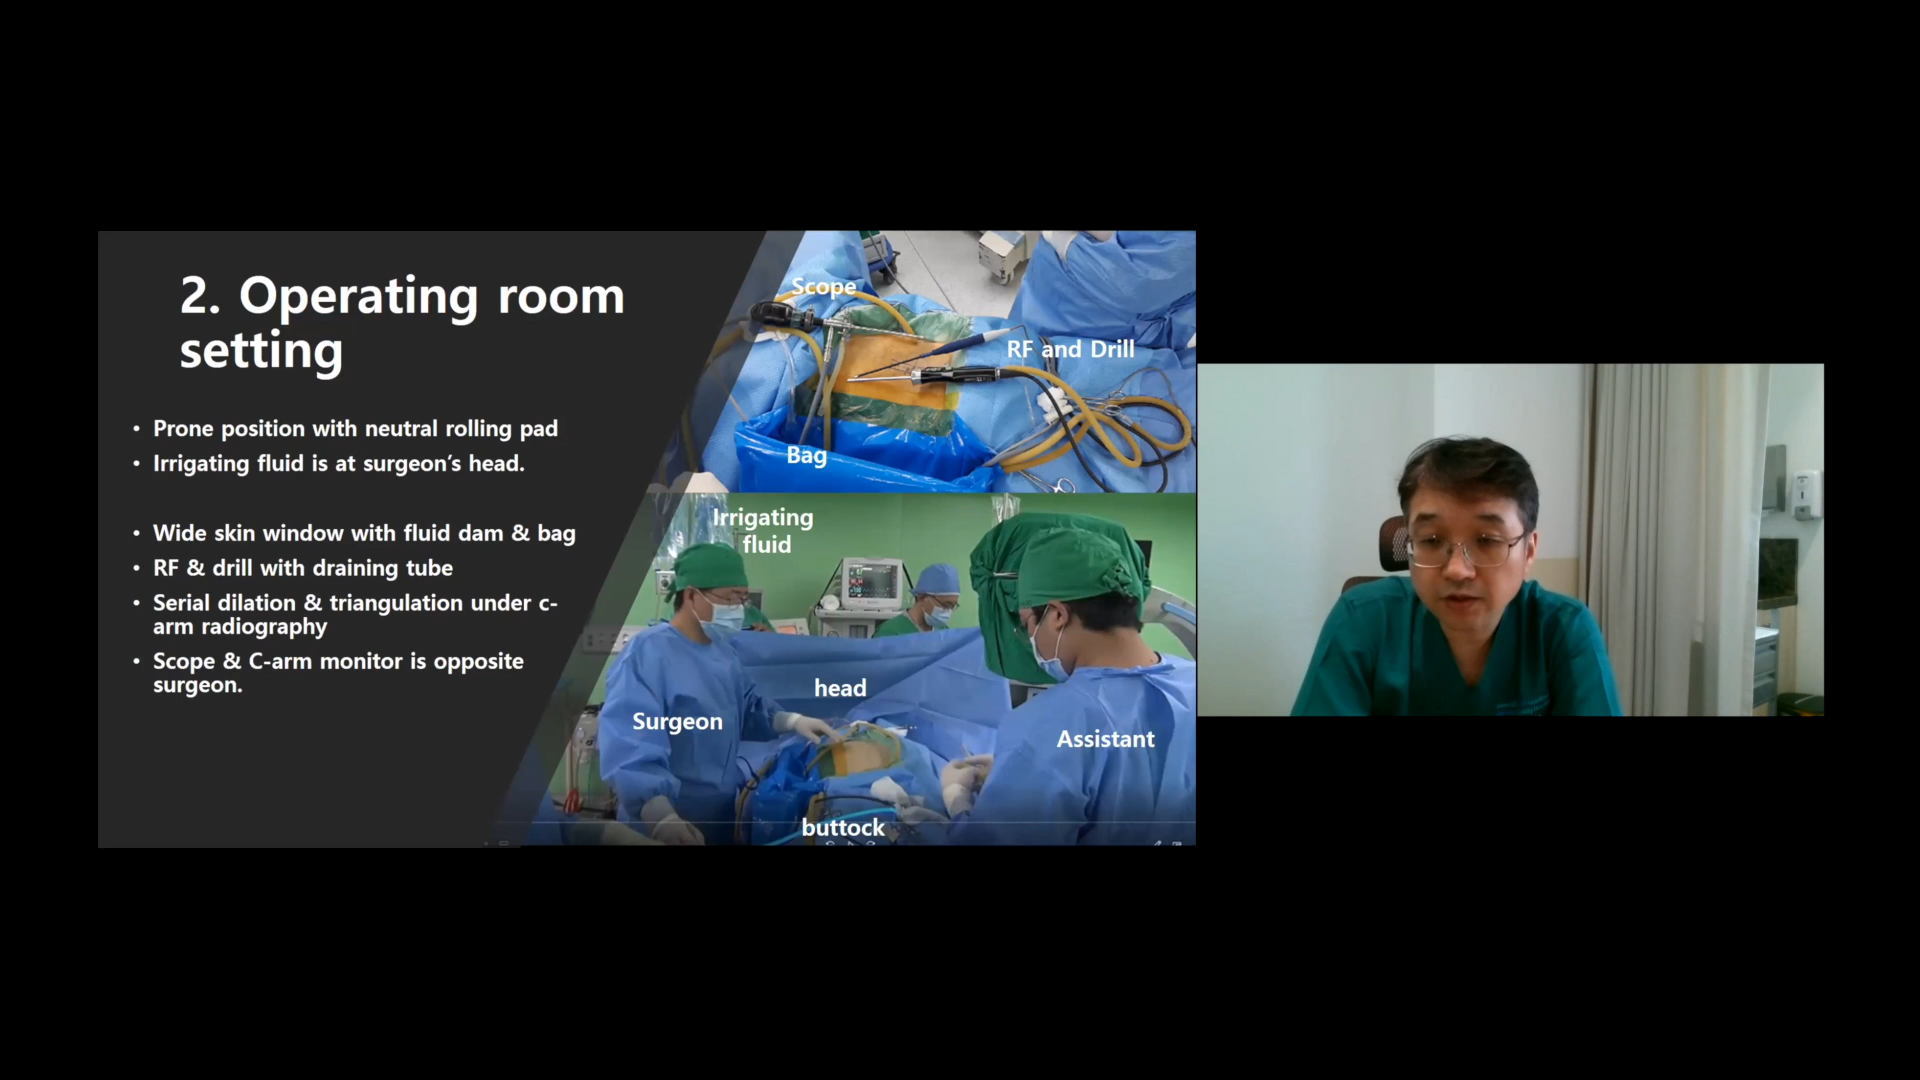 2. Operating room
setting
• Prone position with neutral rolling pad
• Irrigating fluid is at surgeon’s head.
• Wide skin window with fluid dam & bag
• RF & drill with draining tube
• Serial dilation & triangulation under c-
arm radiography
• Scope & C-arm monitor is opposite
surgeon.
Scope
RF and Drill
Bag
Irrigating
fluid
head
Surgeon
Assistant
buttock